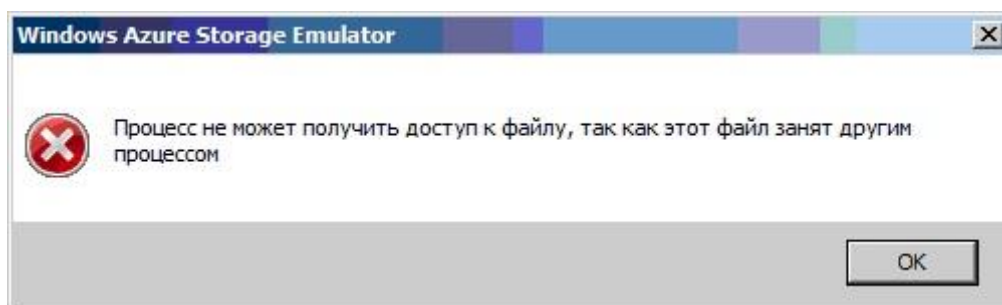 Windows Azure Storage Emulator
Процесс не может получить доступ к файлу, так как этот файл занят другим
процессом
OK